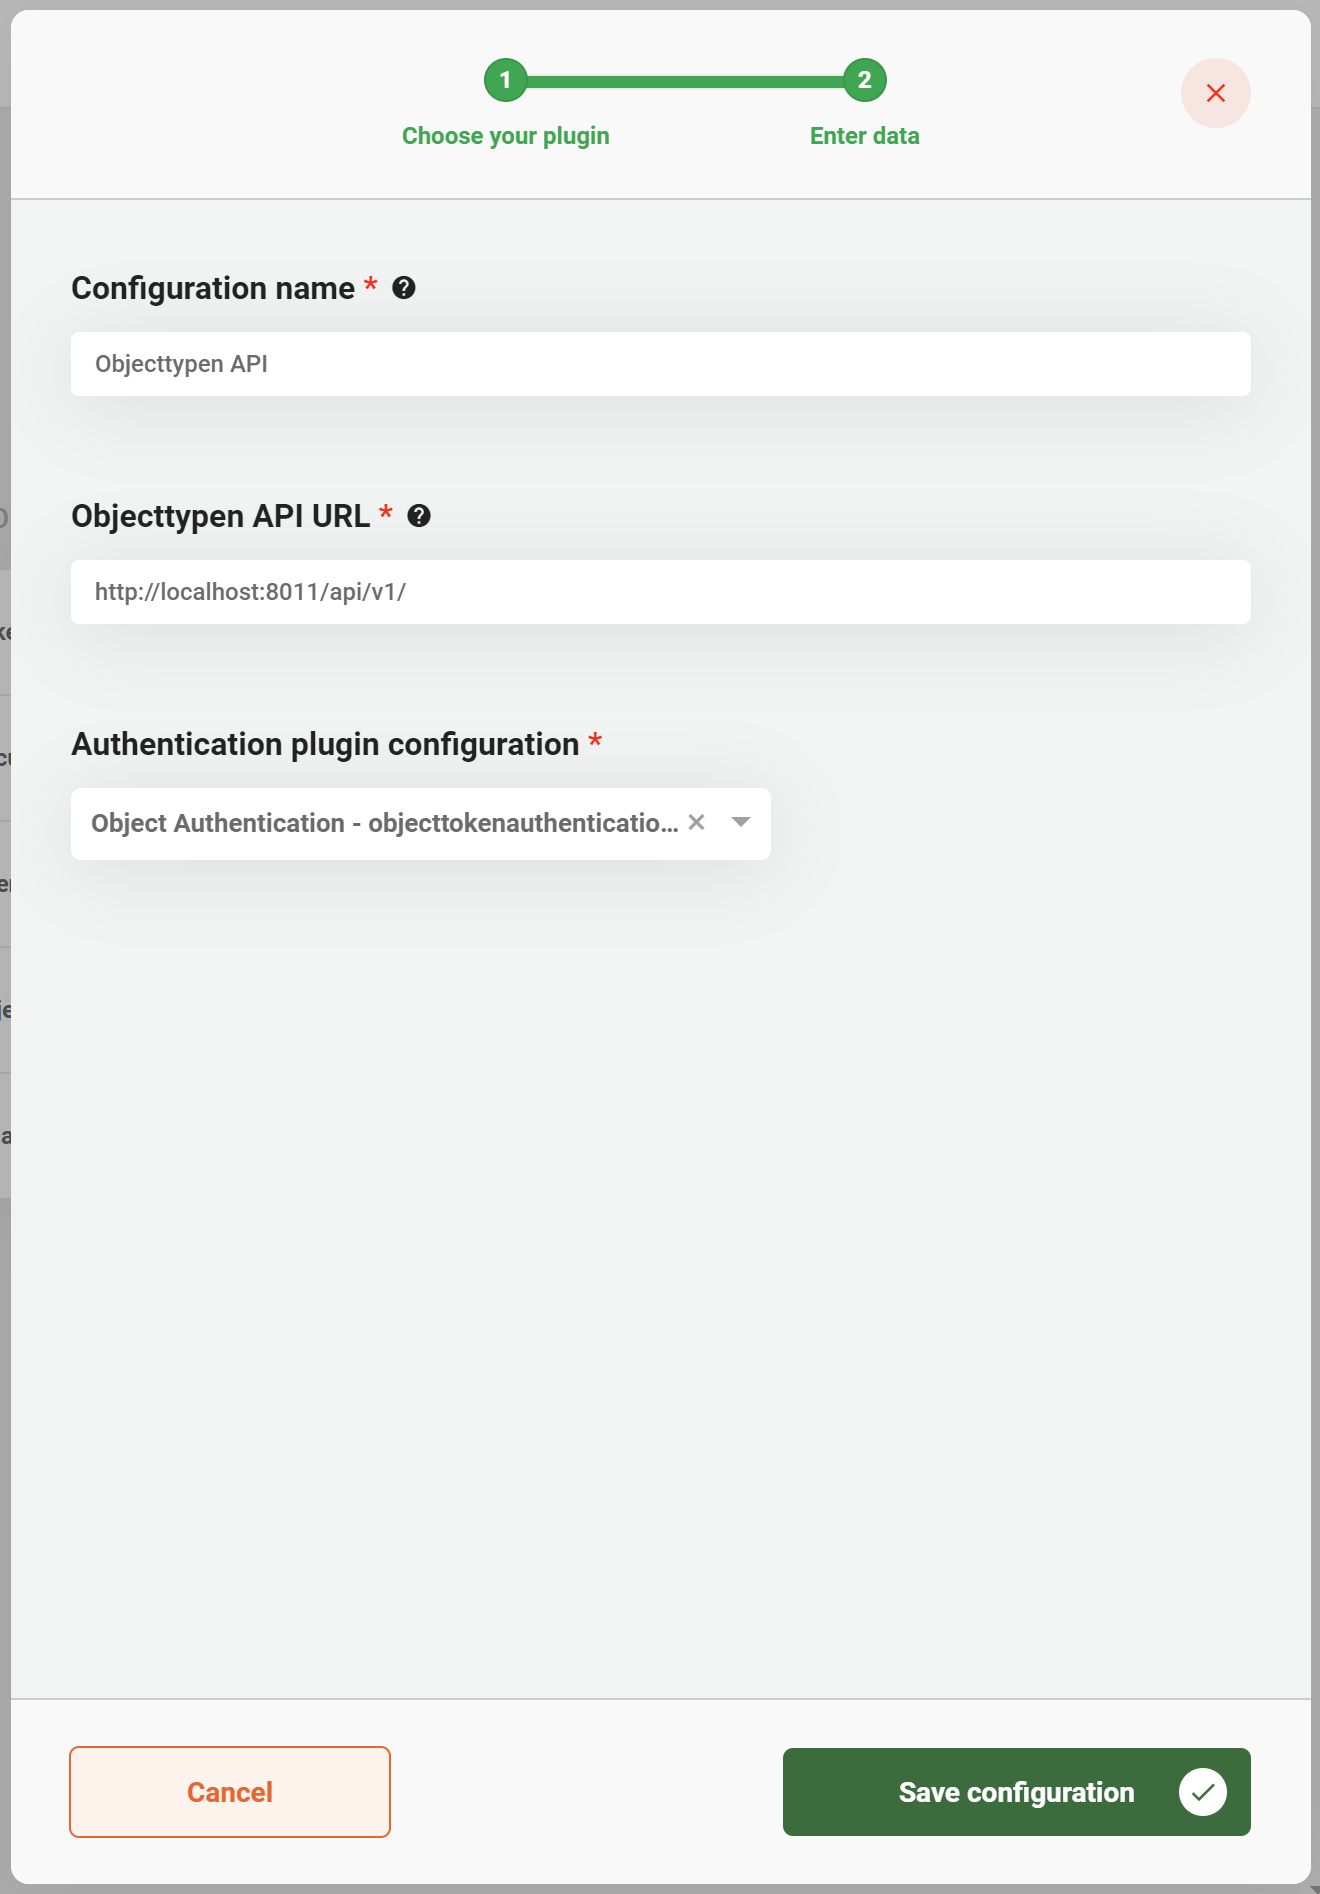 1
2
Choose your plugin
Enter data
Configuration name *
Objecttypen API
Objecttypen API URL *
http://localhost:8011/api/v1/
Authentication plugin configuration *
Object Authentication - objecttokenauthenticatio...
Cancel
Save configuration